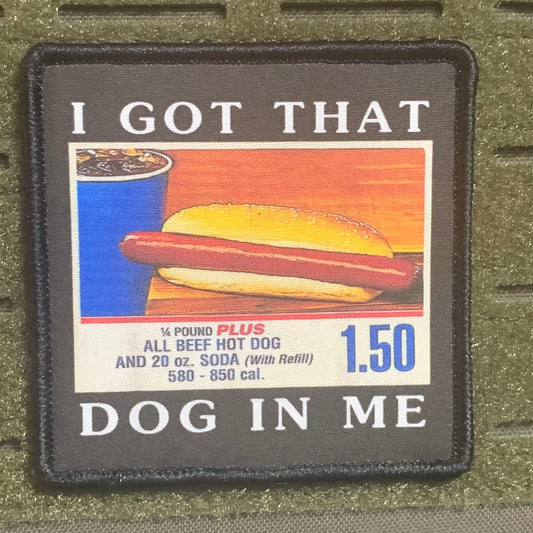 I GOT THAT
¼ POUND PLUS
ALL BEEF HOT DOG
AND 20 oz. SODA (With Refill)
580 - 850 cal.
1.50
DOG IN ME